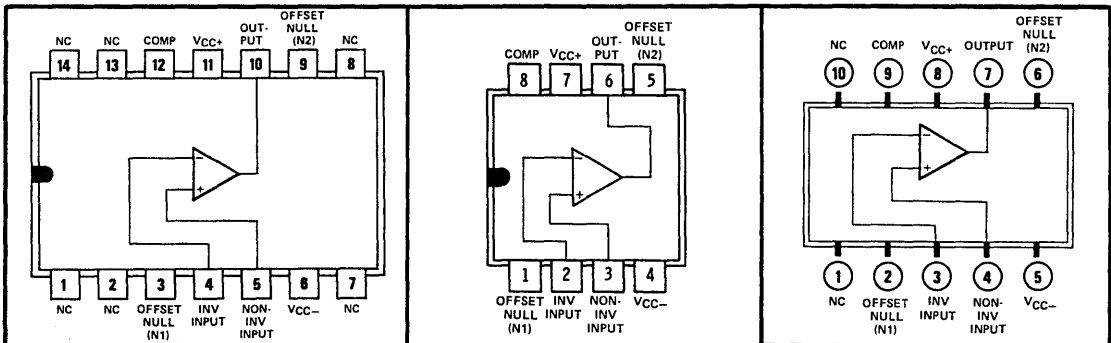 NC NC COMP VCC+ OUT-PUT OFFSET NULL (N2) NC
14 13 12 11 10 9 8
− +
1 2 3 4 5 6 7
NC NC OFFSET NULL (N1) INV INPUT NON-INV INPUT VCC− NC
COMP VCC+ OUT-PUT OFFSET NULL (N2)
8 7 6 5
− +
1 2 3 4
OFFSET NULL (N1) INV INPUT NON-INV INPUT VCC−
NC COMP VCC+ OUTPUT OFFSET NULL (N2)
10 9 8 7 6
− +
1 2 3 4 5
NC OFFSET NULL (N1) INV INPUT NON-INV INPUT VCC−